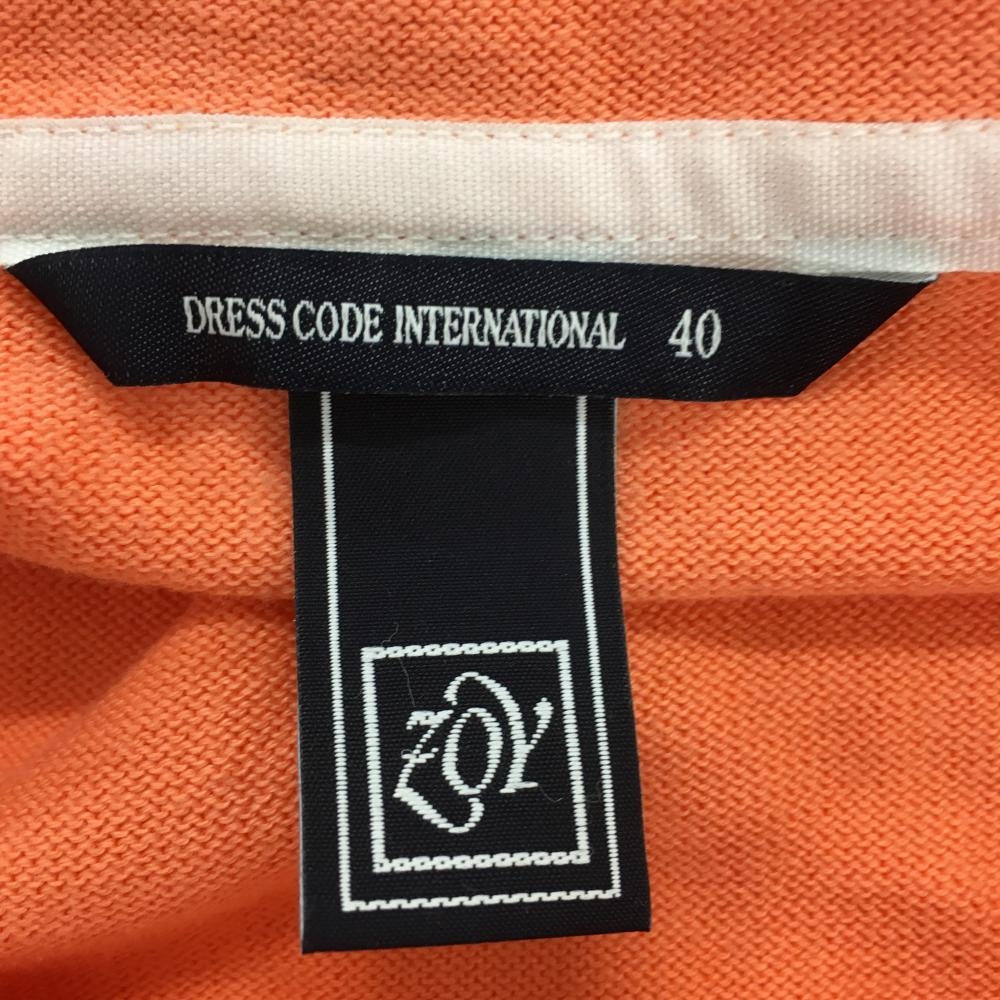 DRESS CODE INTERNATIONAL 40
ZOY